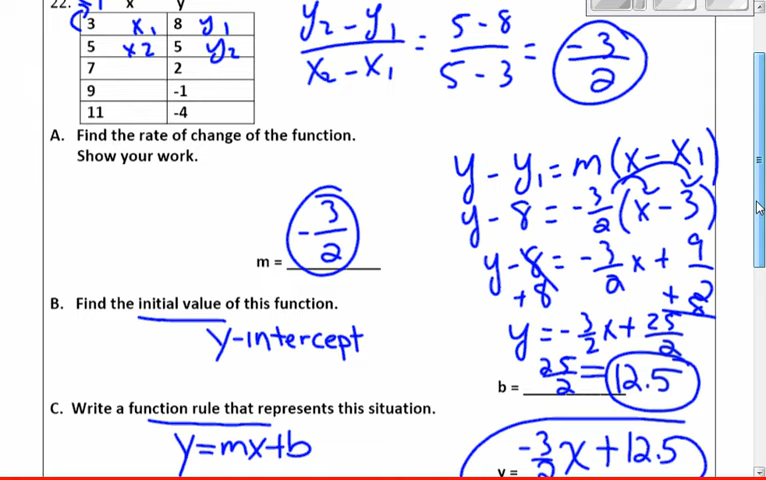 22.
x y
3 x₁ 8 y₁
5 x2 5 y₂
7 2
9 -1
11 -4
y₂ - y₁ / x₂ - x₁ = 5 - 8 / 5 - 3 = -3/2
A. Find the rate of change of the function.
Show your work.
m = -3/2
B. Find the initial value of this function.
y-intercept
y - y₁ = m(x - x₁)
y - 8 = -3/2(x - 3)
y - 8 = -3/2x + 9/2
+8 + 8
y = -3/2x + 25/2
b = 25/2 = 12.5
C. Write a function rule that represents this situation.
y=mx+b
y = -3/2x + 12.5